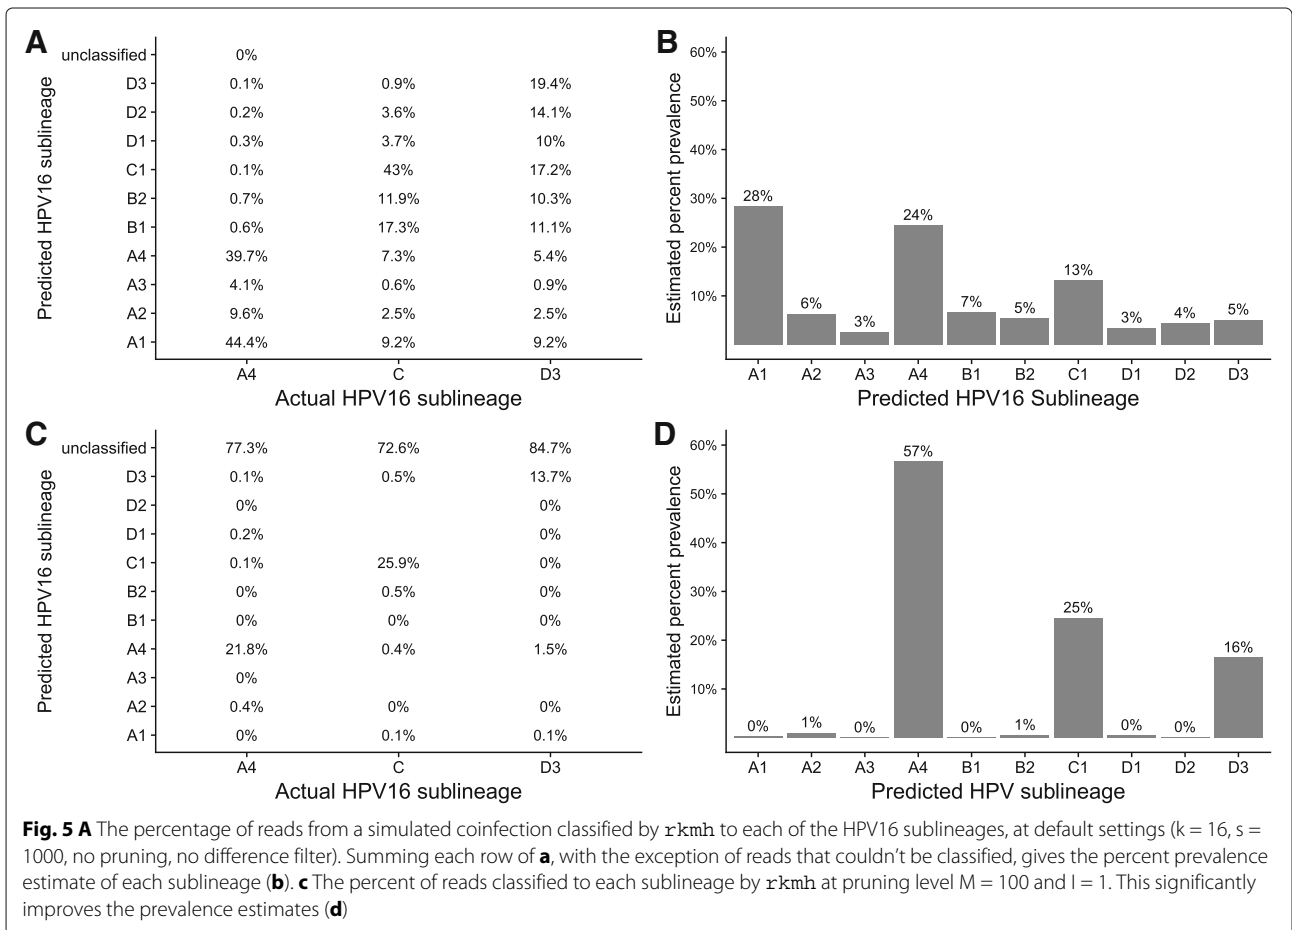 A
Predicted HPV16 sublineage
unclassified 0%
D3 0.1% 0.9% 19.4%
D2 0.2% 3.6% 14.1%
D1 0.3% 3.7% 10%
C1 0.1% 43% 17.2%
B2 0.7% 11.9% 10.3%
B1 0.6% 17.3% 11.1%
A4 39.7% 7.3% 5.4%
A3 4.1% 0.6% 0.9%
A2 9.6% 2.5% 2.5%
A1 44.4% 9.2% 9.2%
A4 C D3
Actual HPV16 sublineage
B
Estimated percent prevalence
60%
50%
40%
30%
20%
10%
28% 6% 3% 24% 7% 5% 13% 3% 4% 5%
A1 A2 A3 A4 B1 B2 C1 D1 D2 D3
Predicted HPV16 Sublineage
C
Predicted HPV16 sublineage
unclassified 77.3% 72.6% 84.7%
D3 0.1% 0.5% 13.7%
D2 0% 0%
D1 0.2% 0%
C1 0.1% 25.9% 0%
B2 0% 0.5% 0%
B1 0% 0% 0%
A4 21.8% 0.4% 1.5%
A3 0%
A2 0.4% 0% 0%
A1 0% 0.1% 0.1%
A4 C D3
Actual HPV16 sublineage
D
Estimated percent prevalence
60%
50%
40%
30%
20%
10%
0% 1% 0% 57% 0% 1% 25% 0% 0% 16%
A1 A2 A3 A4 B1 B2 C1 D1 D2 D3
Predicted HPV sublineage
Fig. 5 A The percentage of reads from a simulated coinfection classified by rkmh to each of the HPV16 sublineages, at default settings (k = 16, s =
1000, no pruning, no difference filter). Summing each row of a, with the exception of reads that couldn't be classified, gives the percent prevalence
estimate of each sublineage (b). c The percent of reads classified to each sublineage by rkmh at pruning level M = 100 and I = 1. This significantly
improves the prevalence estimates (d)